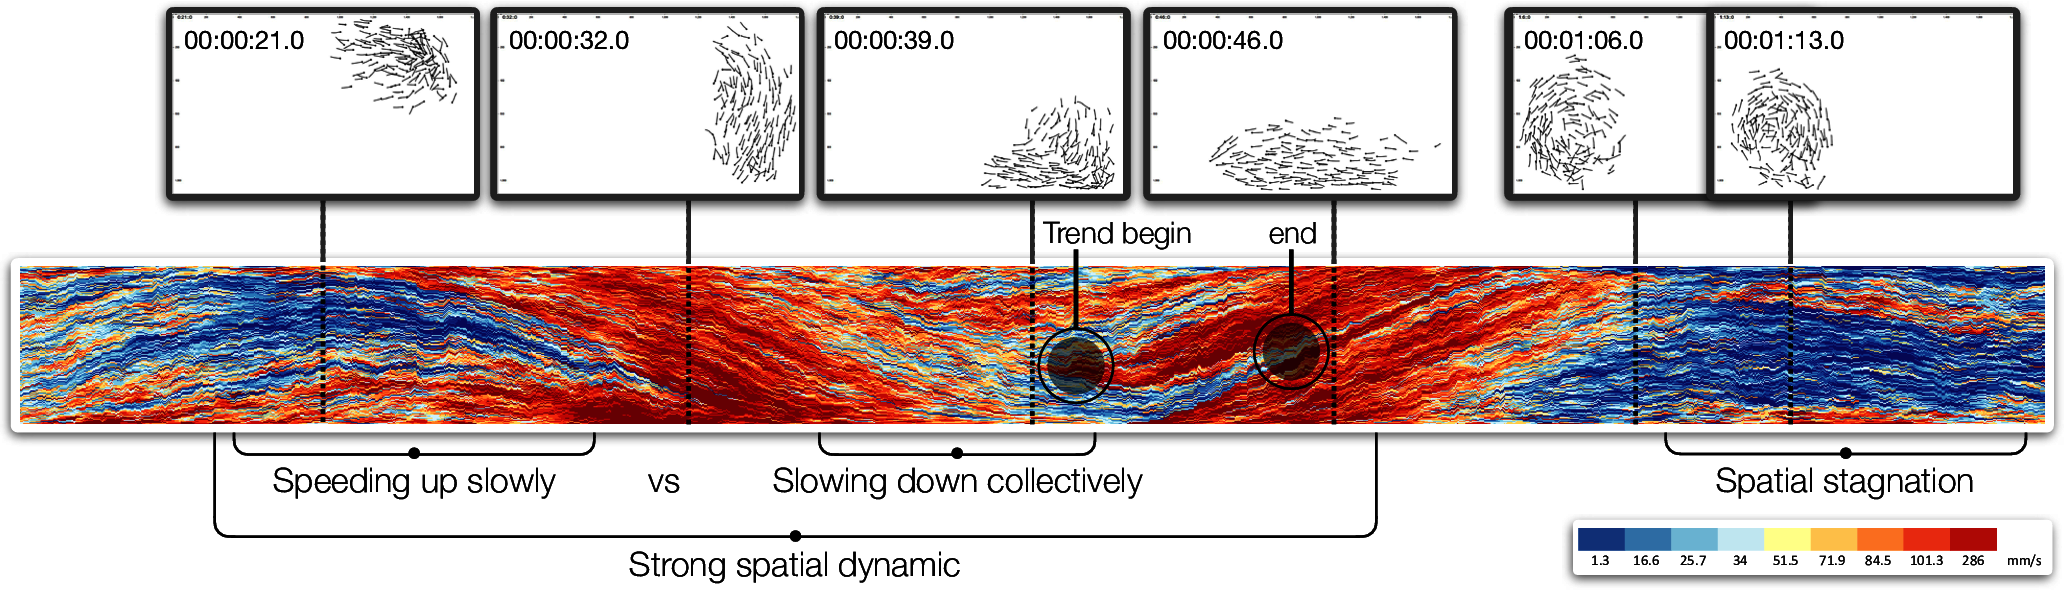 00:00:21.0
00:00:32.0
00:00:39.0
00:00:46.0
00:01:06.0
00:01:13.0
Trend begin
end
Speeding up slowly
vs
Slowing down collectively
Spatial stagnation
Strong spatial dynamic
1.3 16.6 25.7 34 51.5 71.9 84.5 101.3 286 mm/s